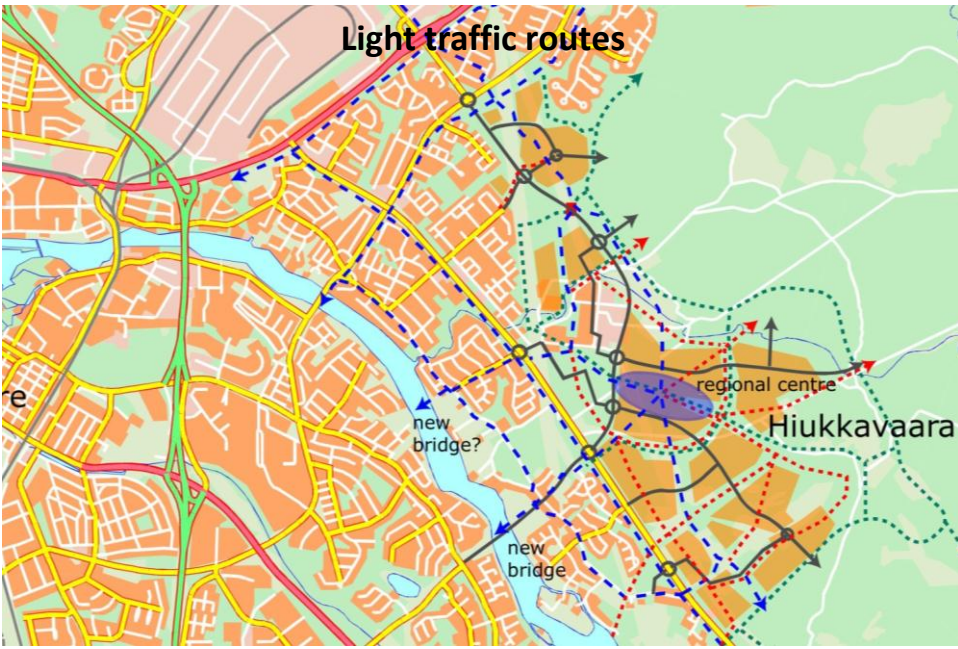 Light traffic routes
regional centre
re
Hiukkavaara
new
bridge?
new
bridge